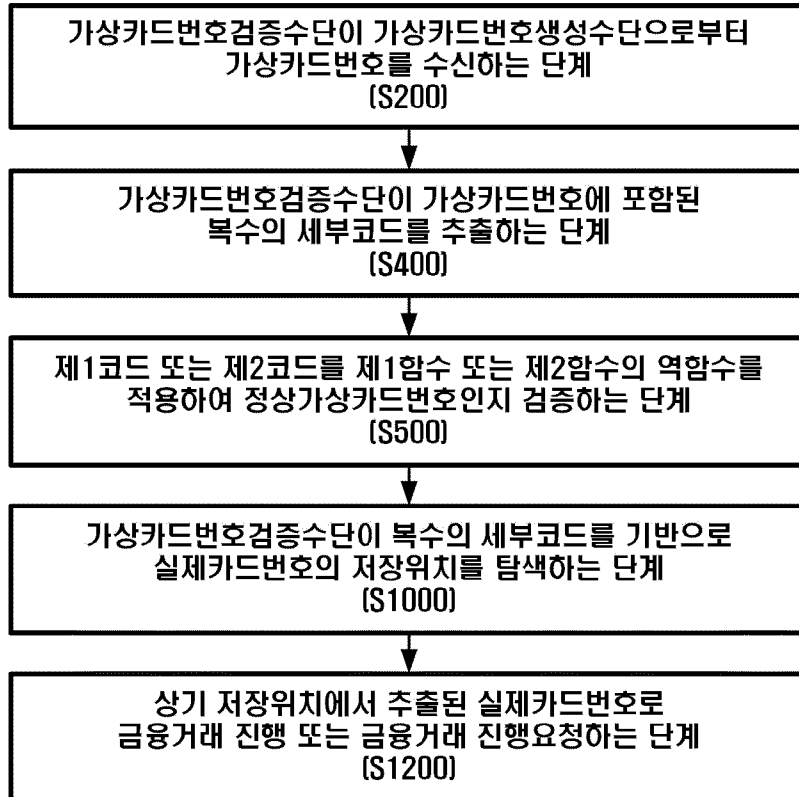 가상카드번호검증수단이 가상카드번호생성수단으로부터
가상카드번호를 수신하는 단계
(S200)
가상카드번호검증수단이 가상카드번호에 포함된
복수의 세부코드를 추출하는 단계
(S400)
제1코드 또는 제2코드를 제1함수 또는 제2함수의 역함수를
적용하여 정상가상카드번호인지 검증하는 단계
(S500)
가상카드번호검증수단이 복수의 세부코드를 기반으로
실제카드번호의 저장위치를 탐색하는 단계
(S1000)
상기 저장위치에서 추출된 실제카드번호로
금융거래 진행 또는 금융거래 진행요청하는 단계
(S1200)